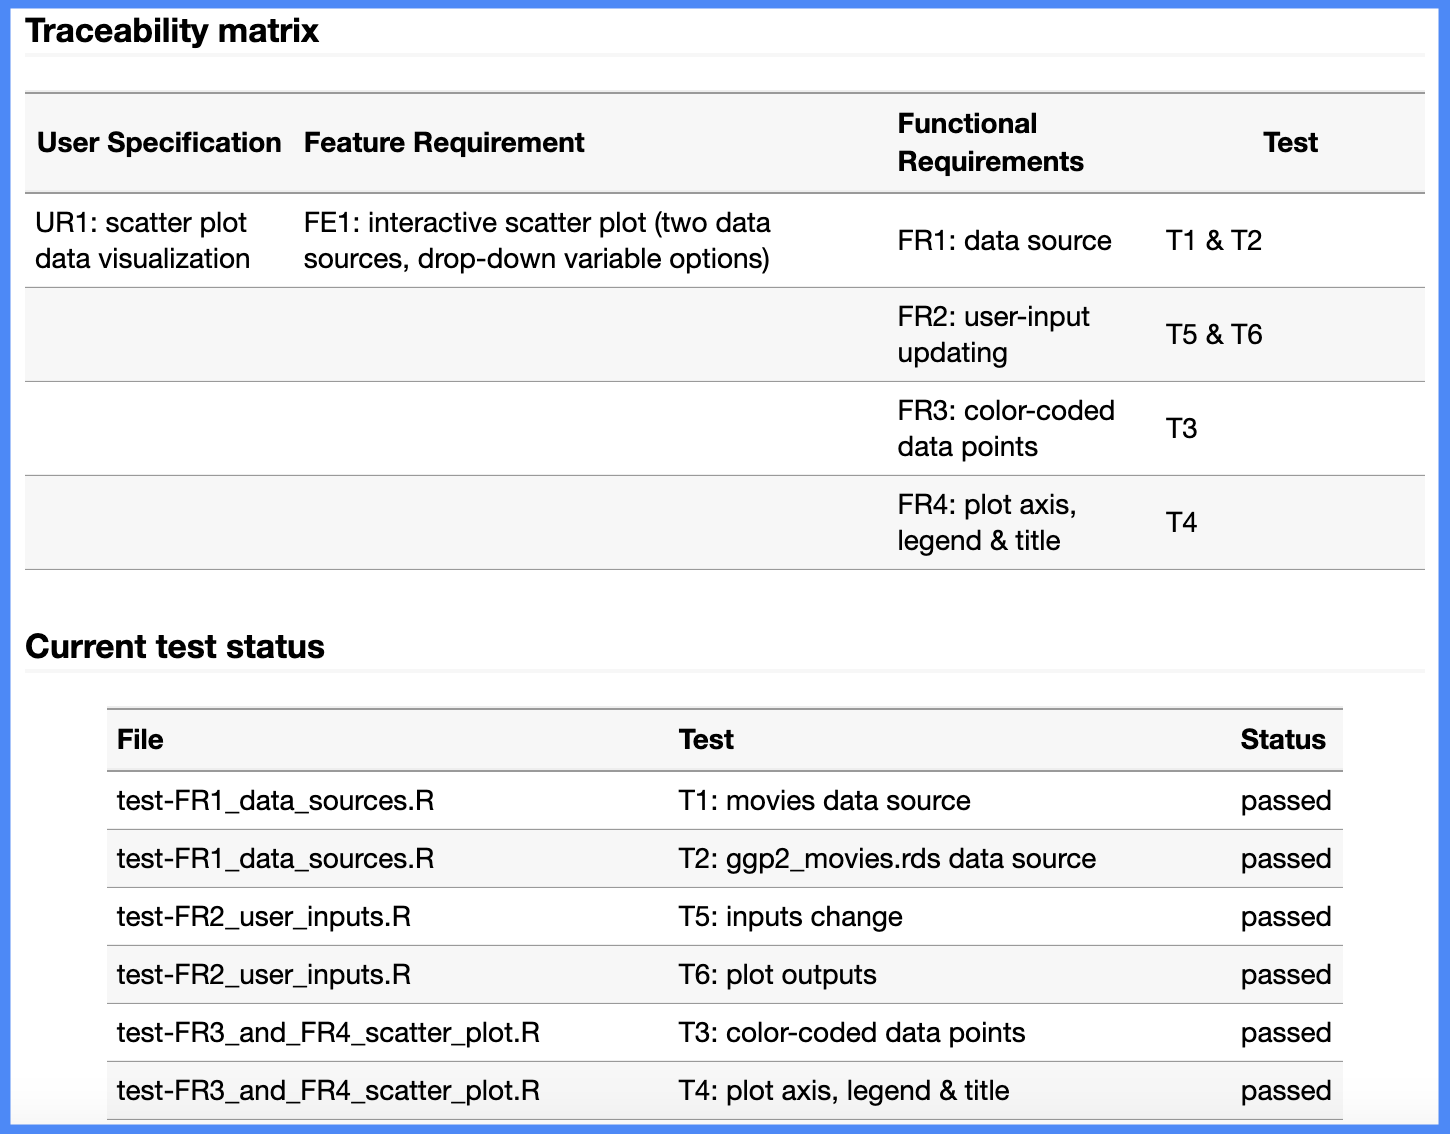 Traceability matrix
User Specification Feature Requirement Functional Requirements Test
UR1: scatter plot data visualization FE1: interactive scatter plot (two data sources, drop-down variable options) FR1: data source T1 & T2
FR2: user-input updating T5 & T6
FR3: color-coded data points T3
FR4: plot axis, legend & title T4
Current test status
File Test Status
test-FR1_data_sources.R T1: movies data source passed
test-FR1_data_sources.R T2: ggp2_movies.rds data source passed
test-FR2_user_inputs.R T5: inputs change passed
test-FR2_user_inputs.R T6: plot outputs passed
test-FR3_and_FR4_scatter_plot.R T3: color-coded data points passed
test-FR3_and_FR4_scatter_plot.R T4: plot axis, legend & title passed